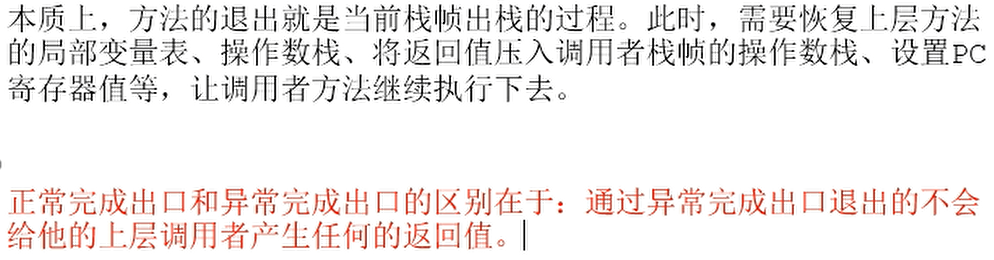 本质上，方法的退出就是当前栈帧出栈的过程。此时，需要恢复上层方法
的局部变量表、操作数栈、将返回值压入调用者栈帧的操作数栈、设置PC
寄存器值等，让调用者方法继续执行下去。
正常完成出口和异常完成出口的区别在于：通过异常完成出口退出的不会
给他的上层调用者产生任何的返回值。